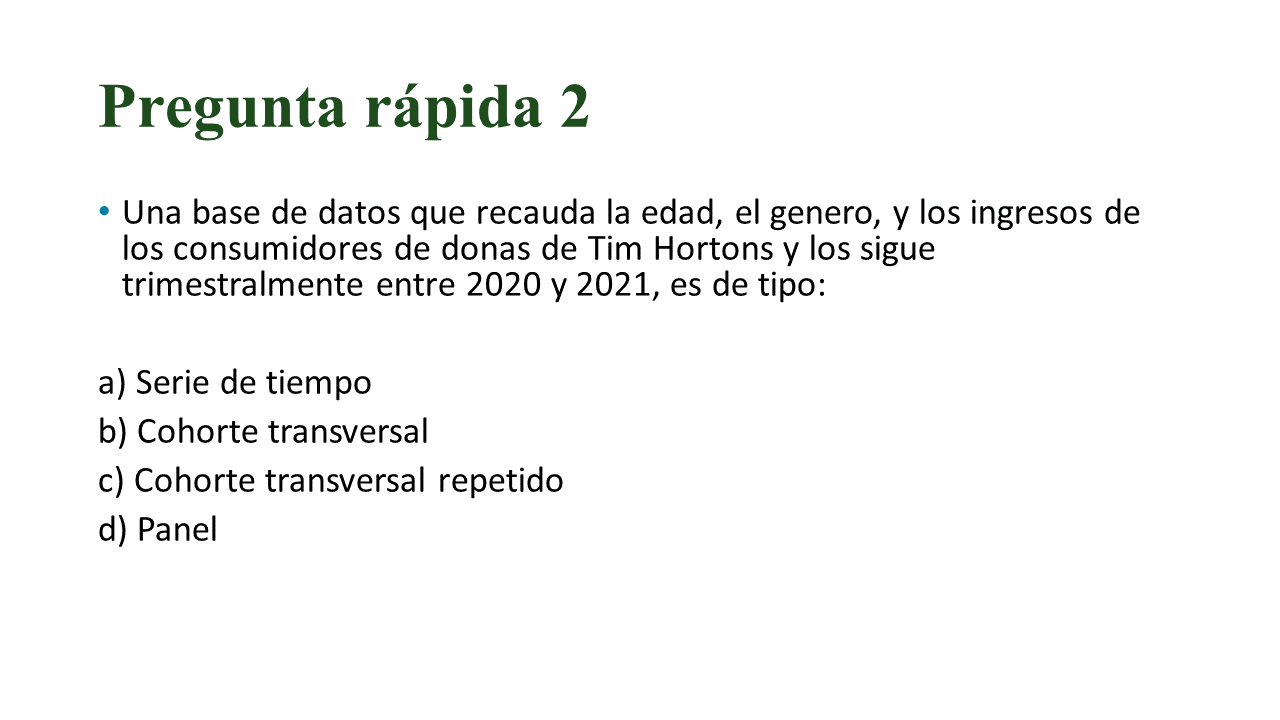 Pregunta rápida 2
• Una base de datos que recauda la edad, el genero, y los ingresos de
los consumidores de donas de Tim Hortons y los sigue
trimestralmente entre 2020 y 2021, es de tipo:
a) Serie de tiempo
b) Cohorte transversal
c) Cohorte transversal repetido
d) Panel